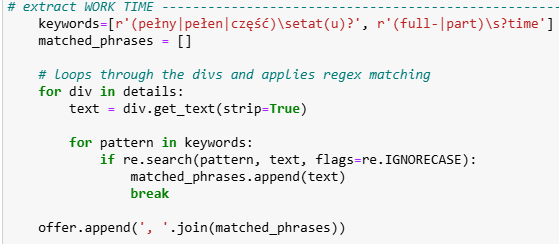 # extract WORK TIME ----------------------------------------------------------
keywords=[r'(pełny|pełen|część)\setat(u)?', r'(full-|part)\s?time']
matched_phrases = []
# loops through the divs and applies regex matching
for div in details:
text = div.get_text(strip=True)
for pattern in keywords:
if re.search(pattern, text, flags=re.IGNORECASE):
matched_phrases.append(text)
break
offer.append(', '.join(matched_phrases))